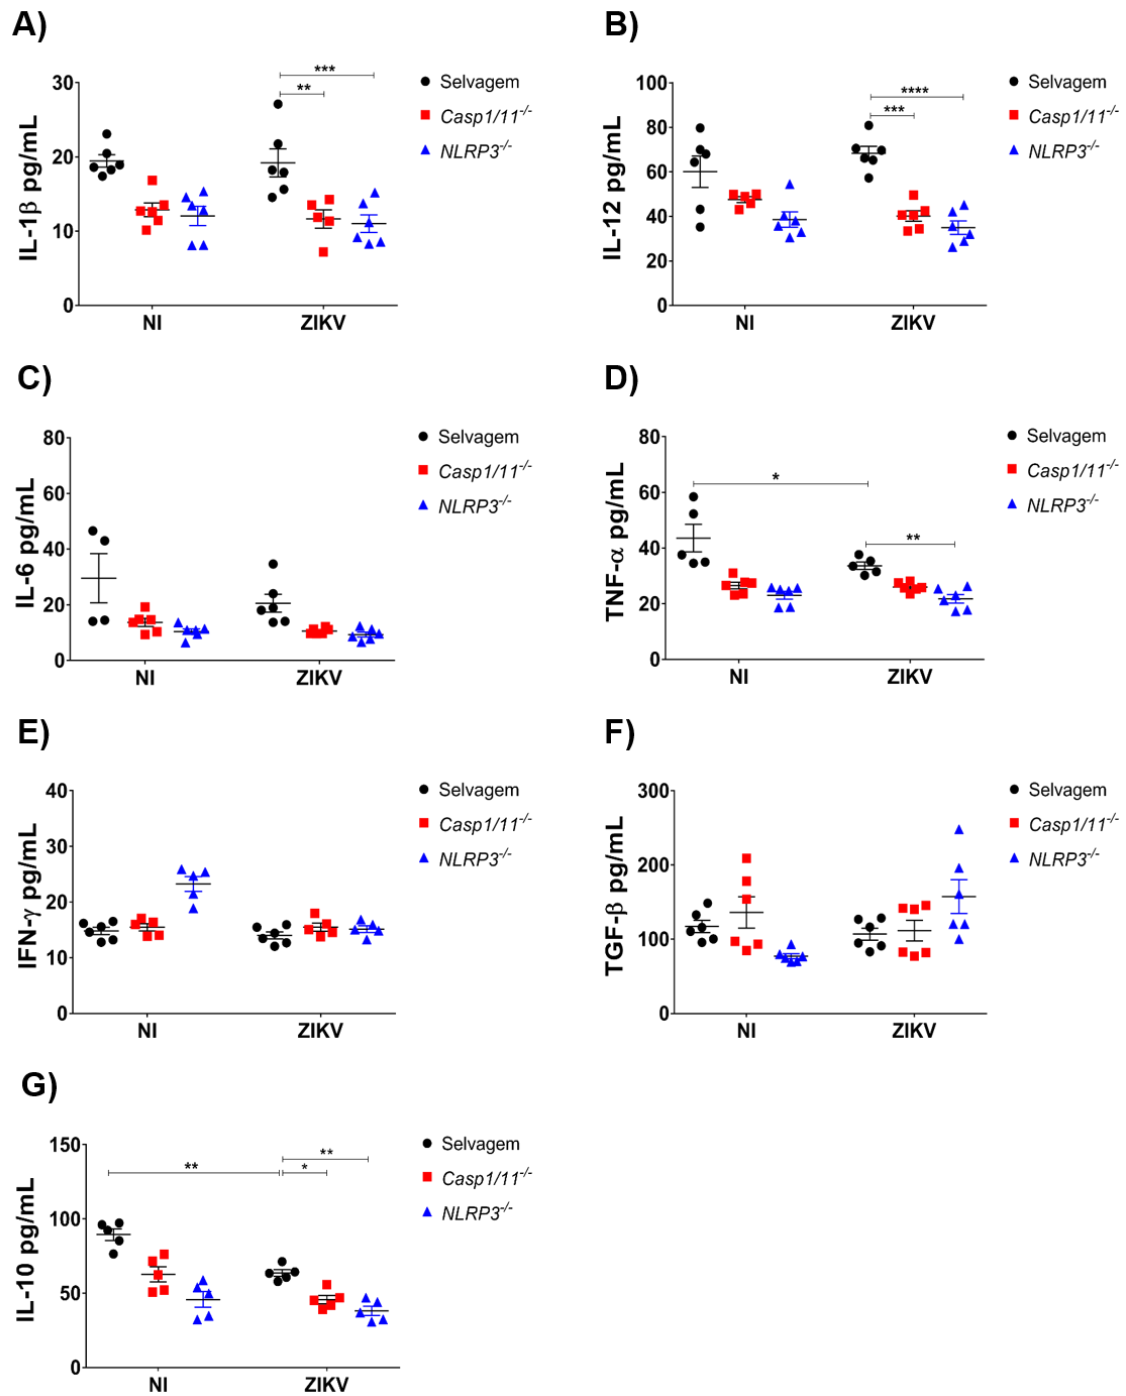 A)
IL-1β pg/mL
30
20
10
0
NI
ZIKV
**
***
Selvagem
Casp1/11-/-
NLRP3-/-
B)
IL-12 pg/mL
100
80
60
40
20
0
NI
ZIKV
***
****
Selvagem
Casp1/11-/-
NLRP3-/-
C)
IL-6 pg/mL
80
60
40
20
0
NI
ZIKV
Selvagem
Casp1/11-/-
NLRP3-/-
D)
TNF-α pg/mL
80
60
40
20
0
NI
ZIKV
*
**
Selvagem
Casp1/11-/-
NLRP3-/-
E)
IFN-γ pg/mL
40
30
20
10
0
NI
ZIKV
Selvagem
Casp1/11-/-
NLRP3-/-
F)
TGF-β pg/mL
300
200
100
0
NI
ZIKV
Selvagem
Casp1/11-/-
NLRP3-/-
G)
IL-10 pg/mL
150
100
50
0
NI
ZIKV
**
*
**
Selvagem
Casp1/11-/-
NLRP3-/-